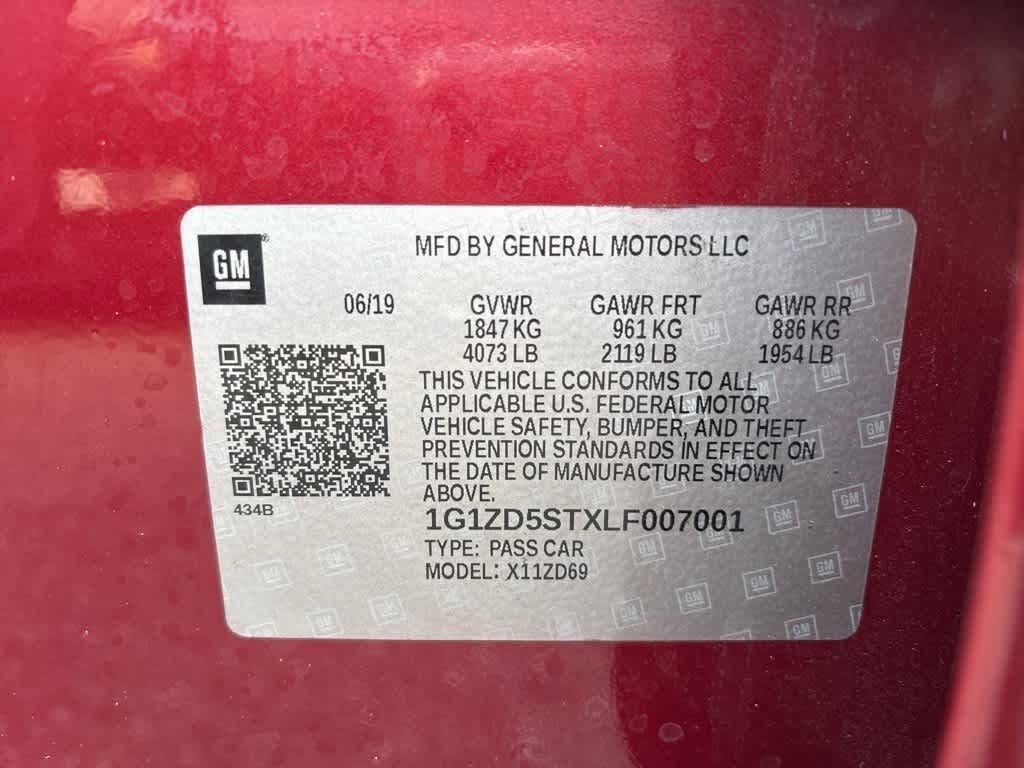 GM
MFD BY GENERAL MOTORS LLC
06/19 GVWR GAWR FRT GAWR RR
1847 KG 961 KG 886 KG
4073 LB 2119 LB 1954 LB
THIS VEHICLE CONFORMS TO ALL
APPLICABLE U.S. FEDERAL MOTOR
VEHICLE SAFETY, BUMPER, AND THEFT
PREVENTION STANDARDS IN EFFECT ON
THE DATE OF MANUFACTURE SHOWN
ABOVE.
434B
1G1ZD5STXLF007001
TYPE: PASS CAR
MODEL: X11ZD69